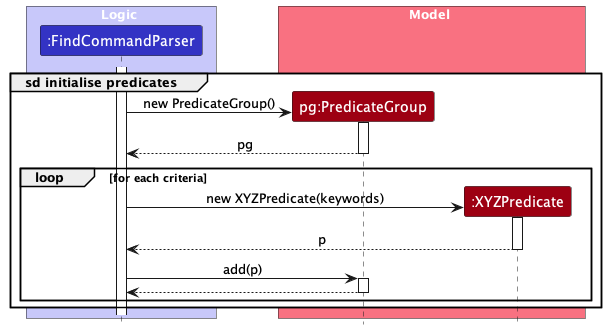 Logic
Model
:FindCommandParser
sd initialise predicates
new PredicateGroup()
pg:PredicateGroup
pg
loop
[for each criteria]
new XYZPredicate(keywords)
:XYZPredicate
p
add(p)